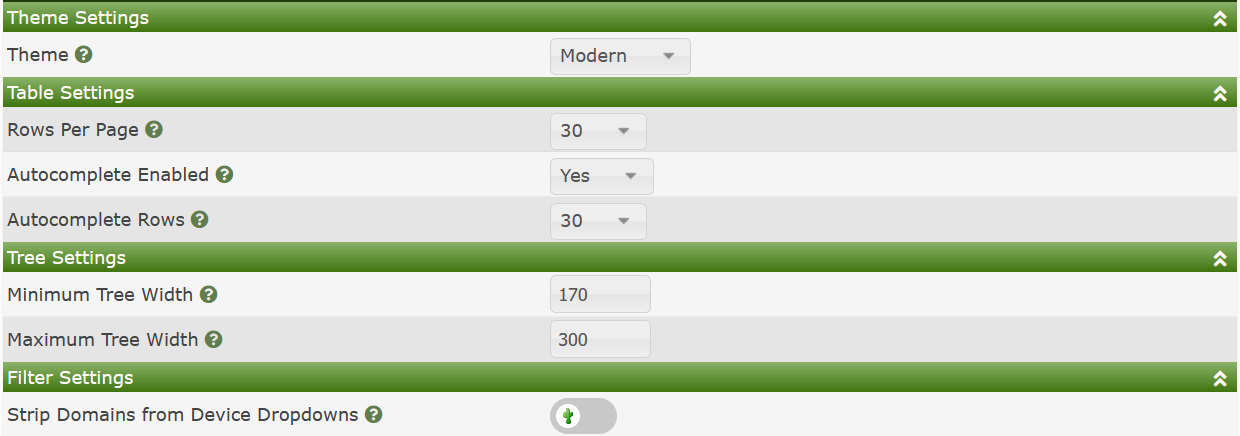 Theme Settings
Theme
Modern
Table Settings
Rows Per Page
30
Autocomplete Enabled
Yes
Autocomplete Rows
30
Tree Settings
Minimum Tree Width
170
Maximum Tree Width
300
Filter Settings
Strip Domains from Device Dropdowns